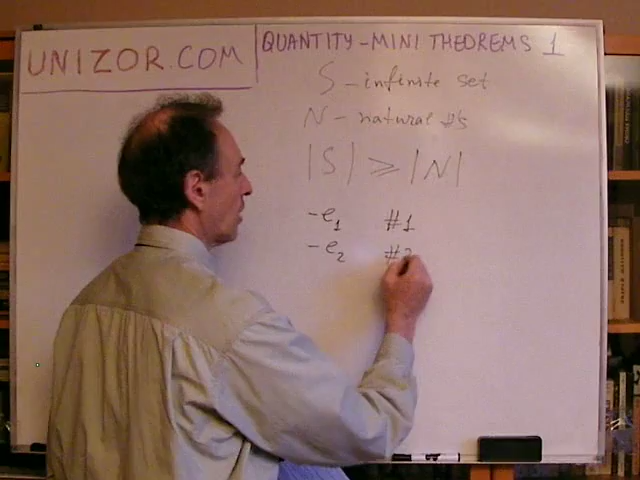 UNIZOR.COM
QUANTITY-MINI THEOREMS 1
S - infinite set
N - natural #'s
|S| ⩾ |N|
- e₁ #1
- e₂ #2